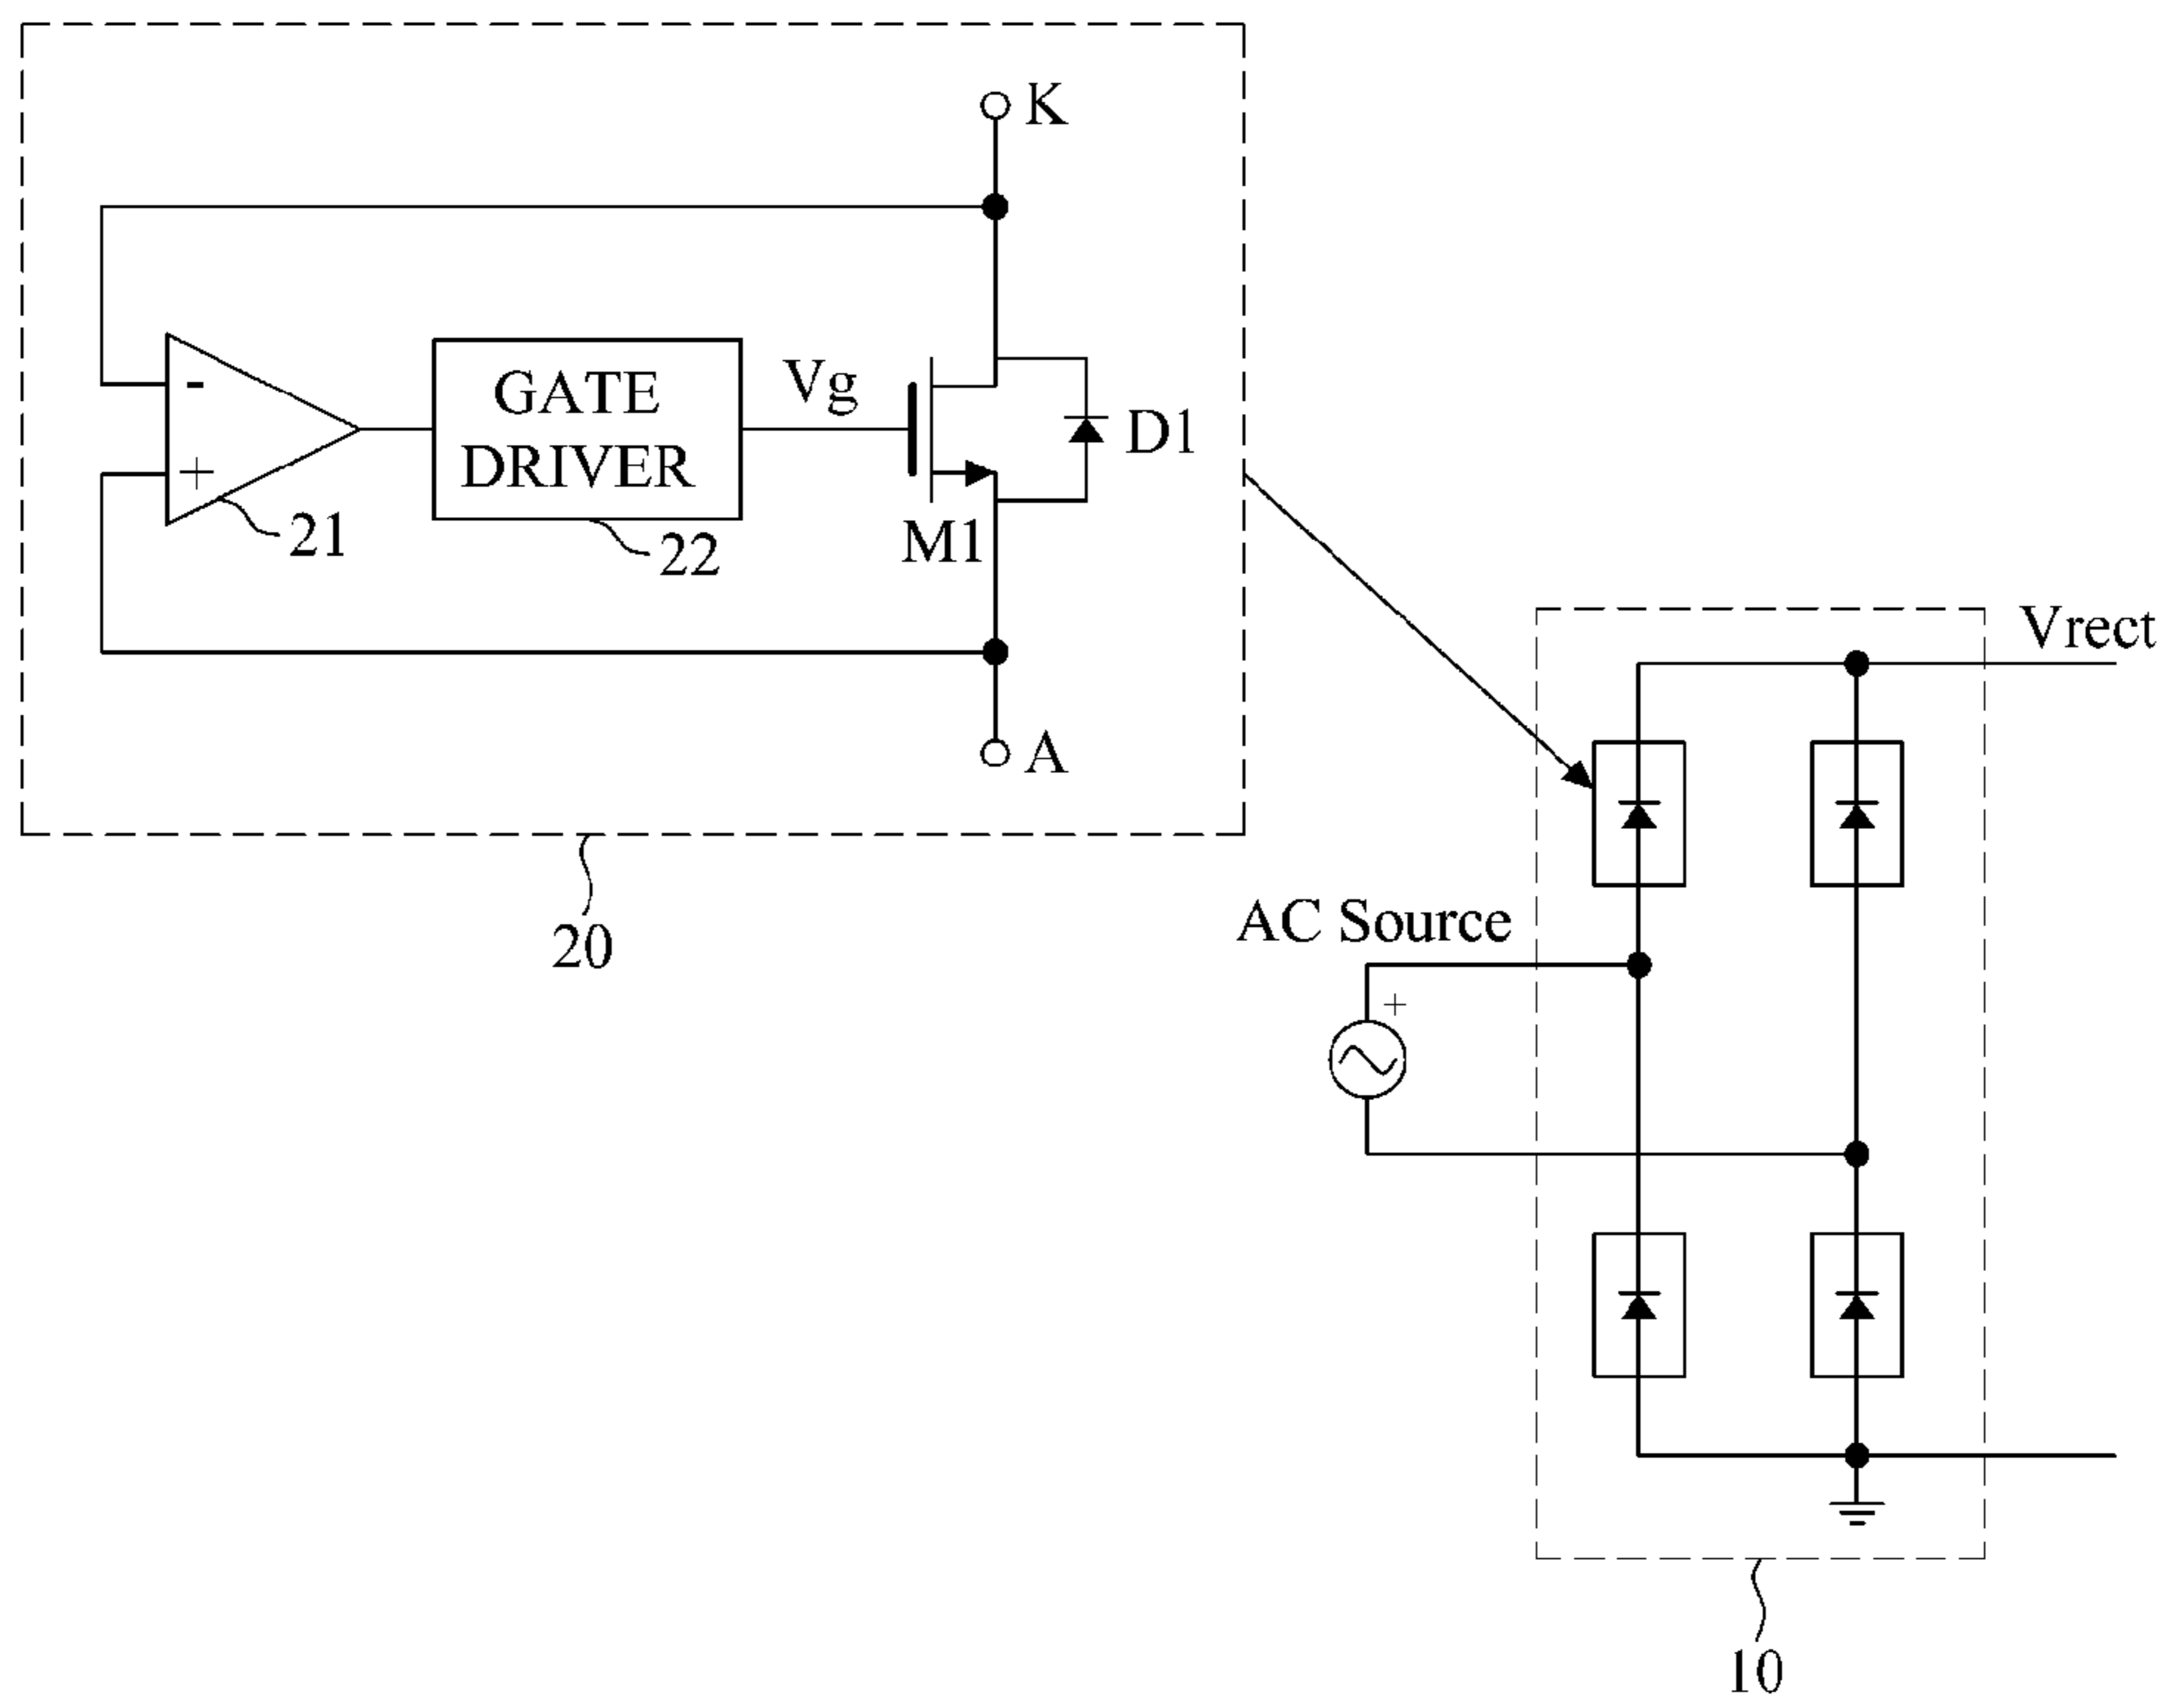 K
-
GATE
DRIVER
Vg
D1
+
21
22
M1
A
20
Vrect
AC Source
+
10